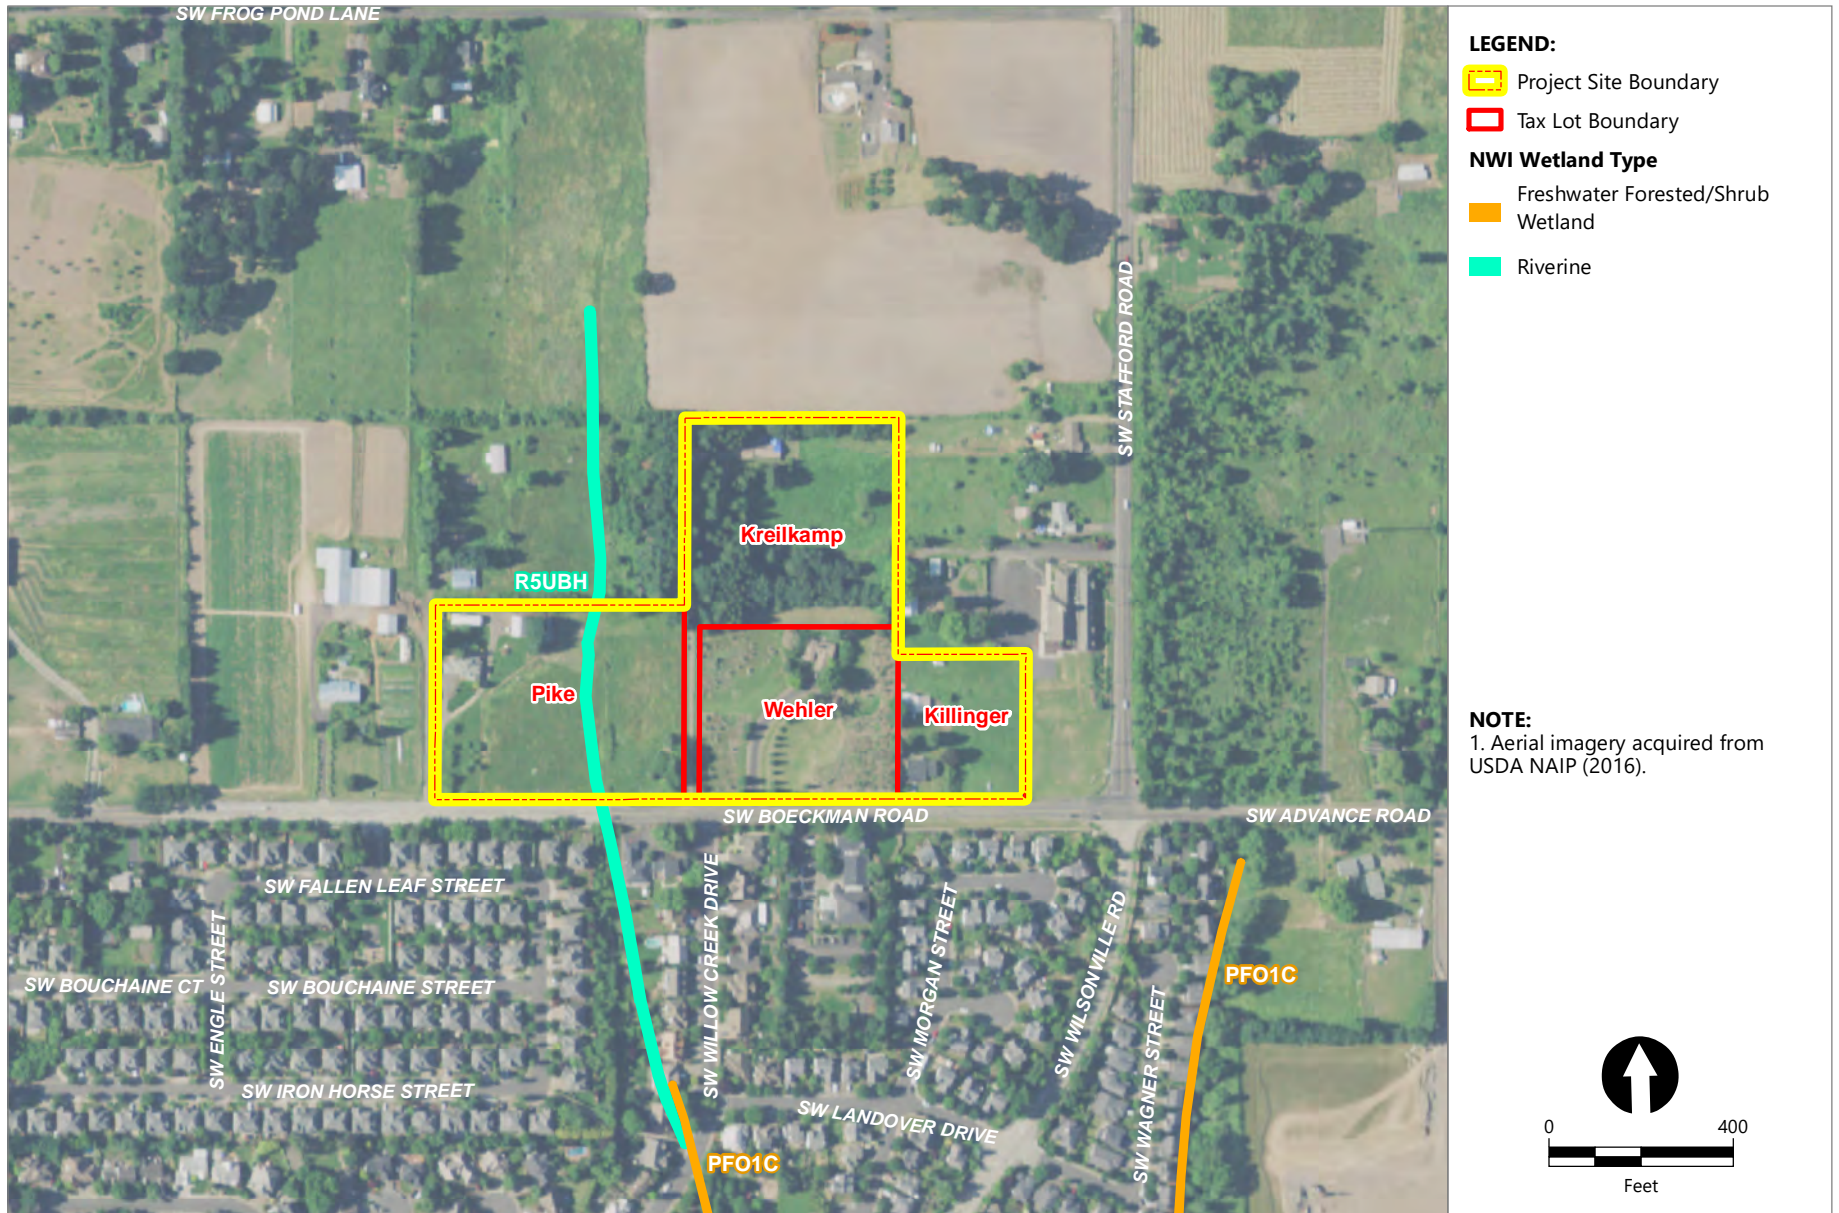 SW FROG POND LANE
SW STAFFORD ROAD
Kreilkamp
R5UBH
Pike
Wehler
Killinger
SW BOECKMAN ROAD
SW ADVANCE ROAD
SW FALLEN LEAF STREET
SW ENGLE STREET
SW BOUCHAINE CT
SW BOUCHAINE STREET
SW IRON HORSE STREET
SW WILLOW CREEK DRIVE
SW MORGAN STREET
SW WILSONVILLE RD
SW WAGNER STREET
SW LANDOVER DRIVE
PFO1C
PFO1C
LEGEND:
Project Site Boundary
Tax Lot Boundary
NWI Wetland Type
Freshwater Forested/Shrub
Wetland
Riverine
NOTE:
1. Aerial imagery acquired from
USDA NAIP (2016).
0 400
Feet